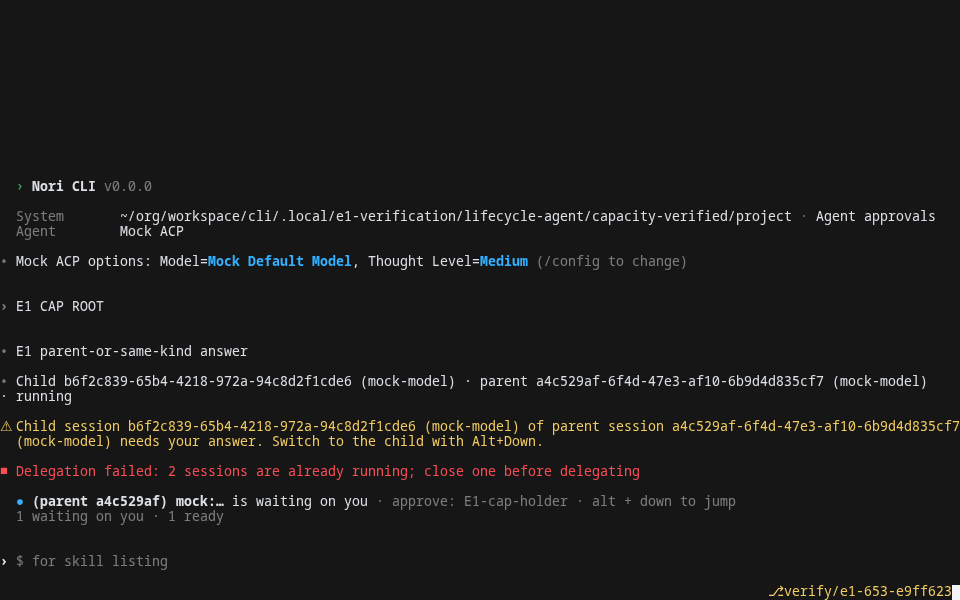 › Nori CLI v0.0.0
System ~/org/workspace/cli/.local/e1-verification/lifecycle-agent/capacity-verified/project · Agent approvals
Agent Mock ACP
• Mock ACP options: Model=Mock Default Model, Thought Level=Medium (/config to change)
› E1 CAP ROOT
• E1 parent-or-same-kind answer
• Child b6f2c839-65b4-4218-972a-94c8d2f1cde6 (mock-model) · parent a4c529af-6f4d-47e3-af10-6b9d4d835cf7 (mock-model)
· running
⚠ Child session b6f2c839-65b4-4218-972a-94c8d2f1cde6 (mock-model) of parent session a4c529af-6f4d-47e3-af10-6b9d4d835cf7
(mock-model) needs your answer. Switch to the child with Alt+Down.
■ Delegation failed: 2 sessions are already running; close one before delegating
● (parent a4c529af) mock:… is waiting on you · approve: E1-cap-holder · alt + down to jump
1 waiting on you · 1 ready
› $ for skill listing
⎇verify/e1-653-e9ff623